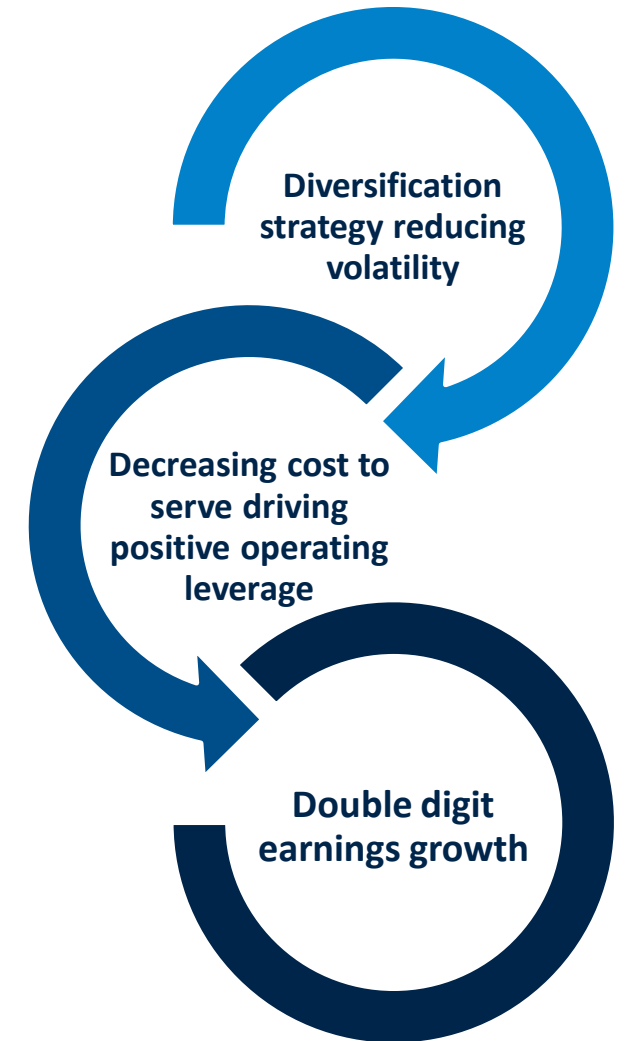 Diversification
strategy reducing
volatility
Decreasing cost to
serve driving
positive operating
leverage
Double digit
earnings growth